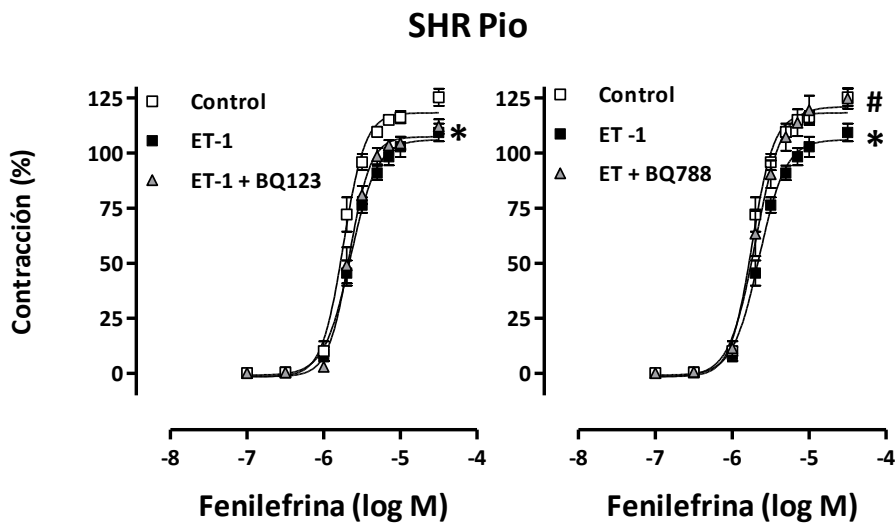 SHR Pio
Contracción (%)
125
100
75
50
25
0
Control
ET-1
ET-1 + BQ123
*
-8 -7 -6 -5 -4
Fenilefrina (log M)
125
100
75
50
25
0
Control
ET -1
ET + BQ788
#
*
-8 -7 -6 -5 -4
Fenilefrina (log M)